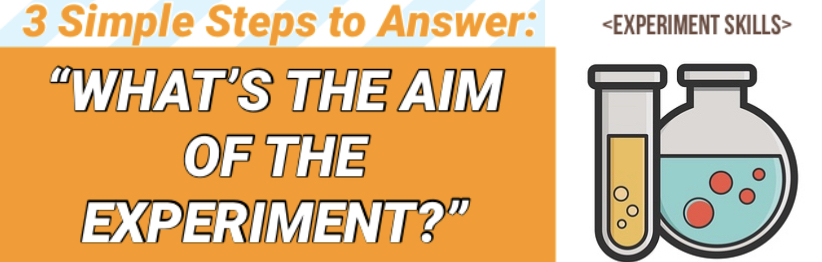 3 Simple Steps to Answer:
<EXPERIMENT SKILLS>
“WHAT’S THE AIM
OF THE
EXPERIMENT?”